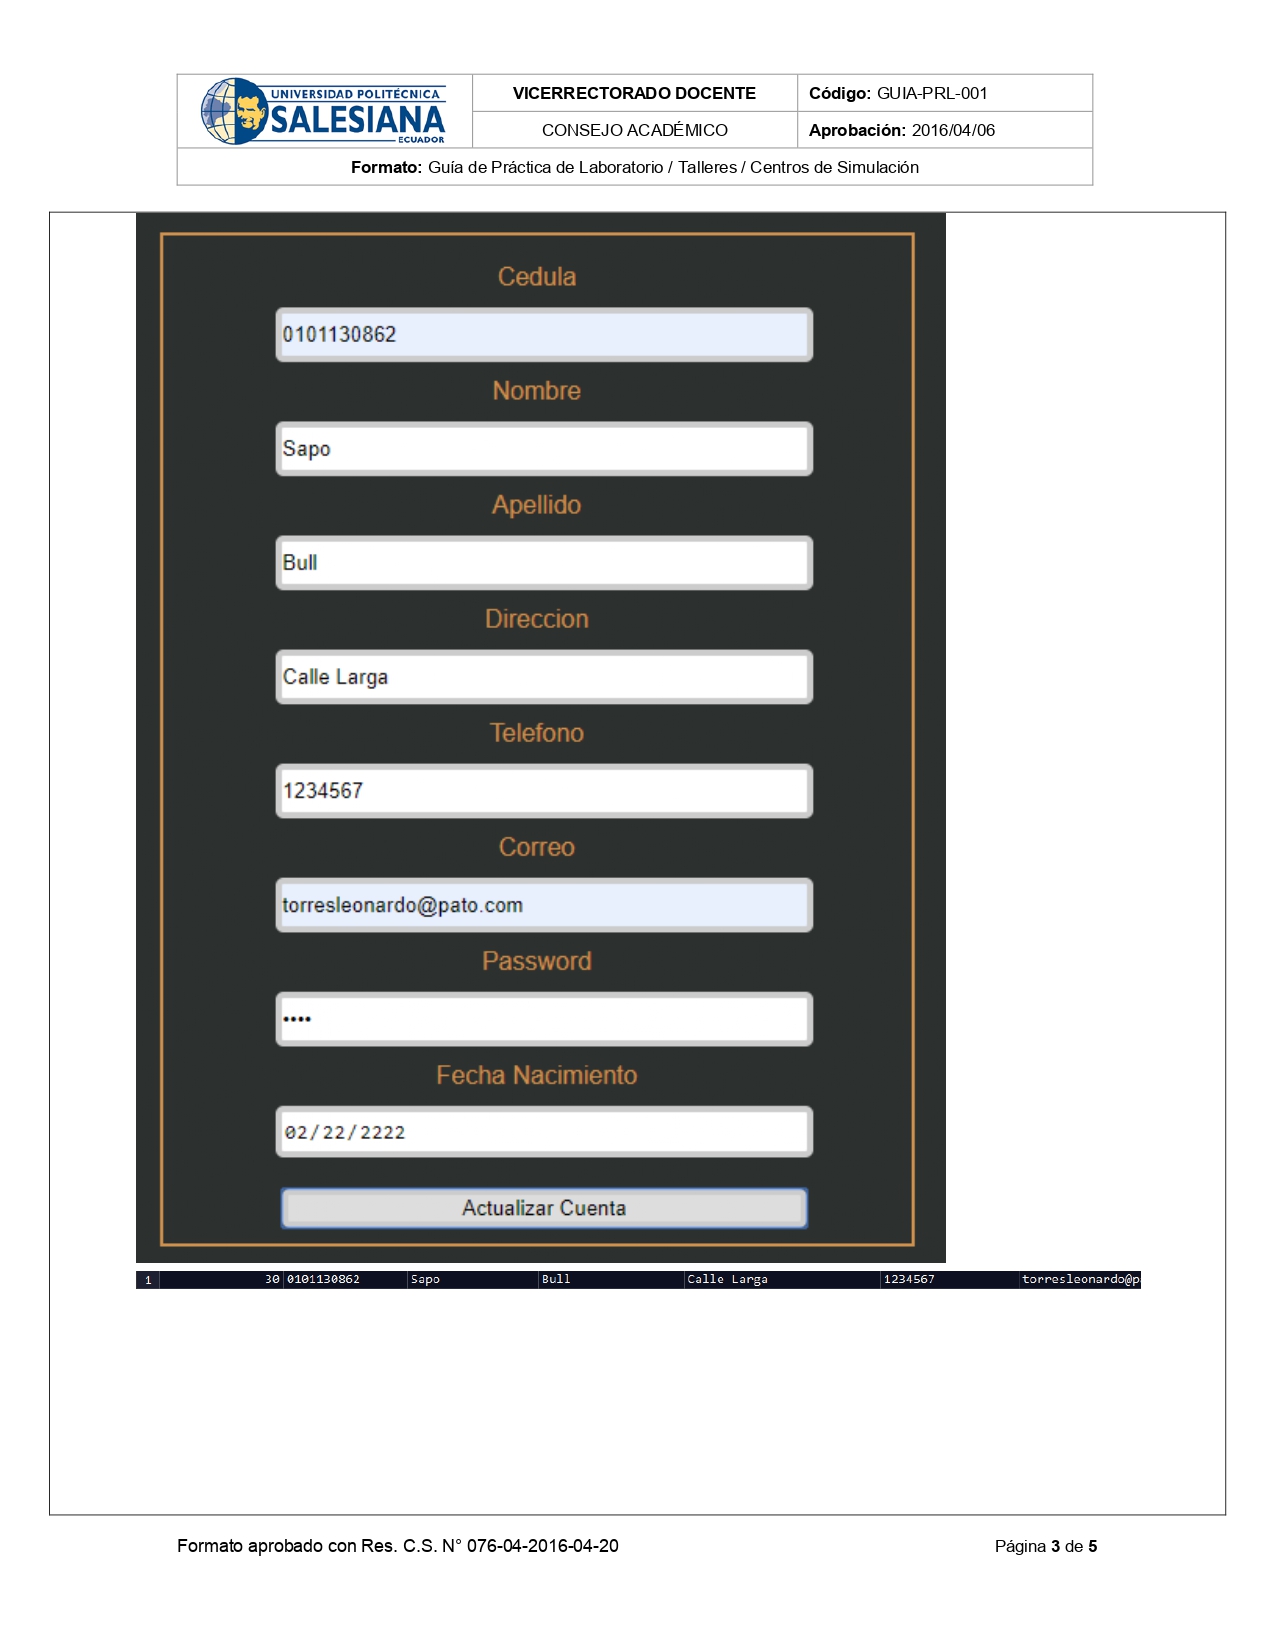 UNIVERSIDAD POLITÉCNICA
SALESIANA
ECUADOR
VICERRECTORADO DOCENTE
Código: GUIA-PRL-001
CONSEJO ACADÉMICO
Aprobación: 2016/04/06
Formato: Guía de Práctica de Laboratorio / Talleres / Centros de Simulación
Cedula
0101130862
Nombre
Sapo
Apellido
Bull
Direccion
Calle Larga
Telefono
1234567
Correo
torresleonardo@pato.com
Password
••••
Fecha Nacimiento
02/22/2222
Actualizar Cuenta
1 30 0101130862 Sapo Bull Calle Larga 1234567 torresleonardo@p
Formato aprobado con Res. C.S. N° 076-04-2016-04-20
Página 3 de 5